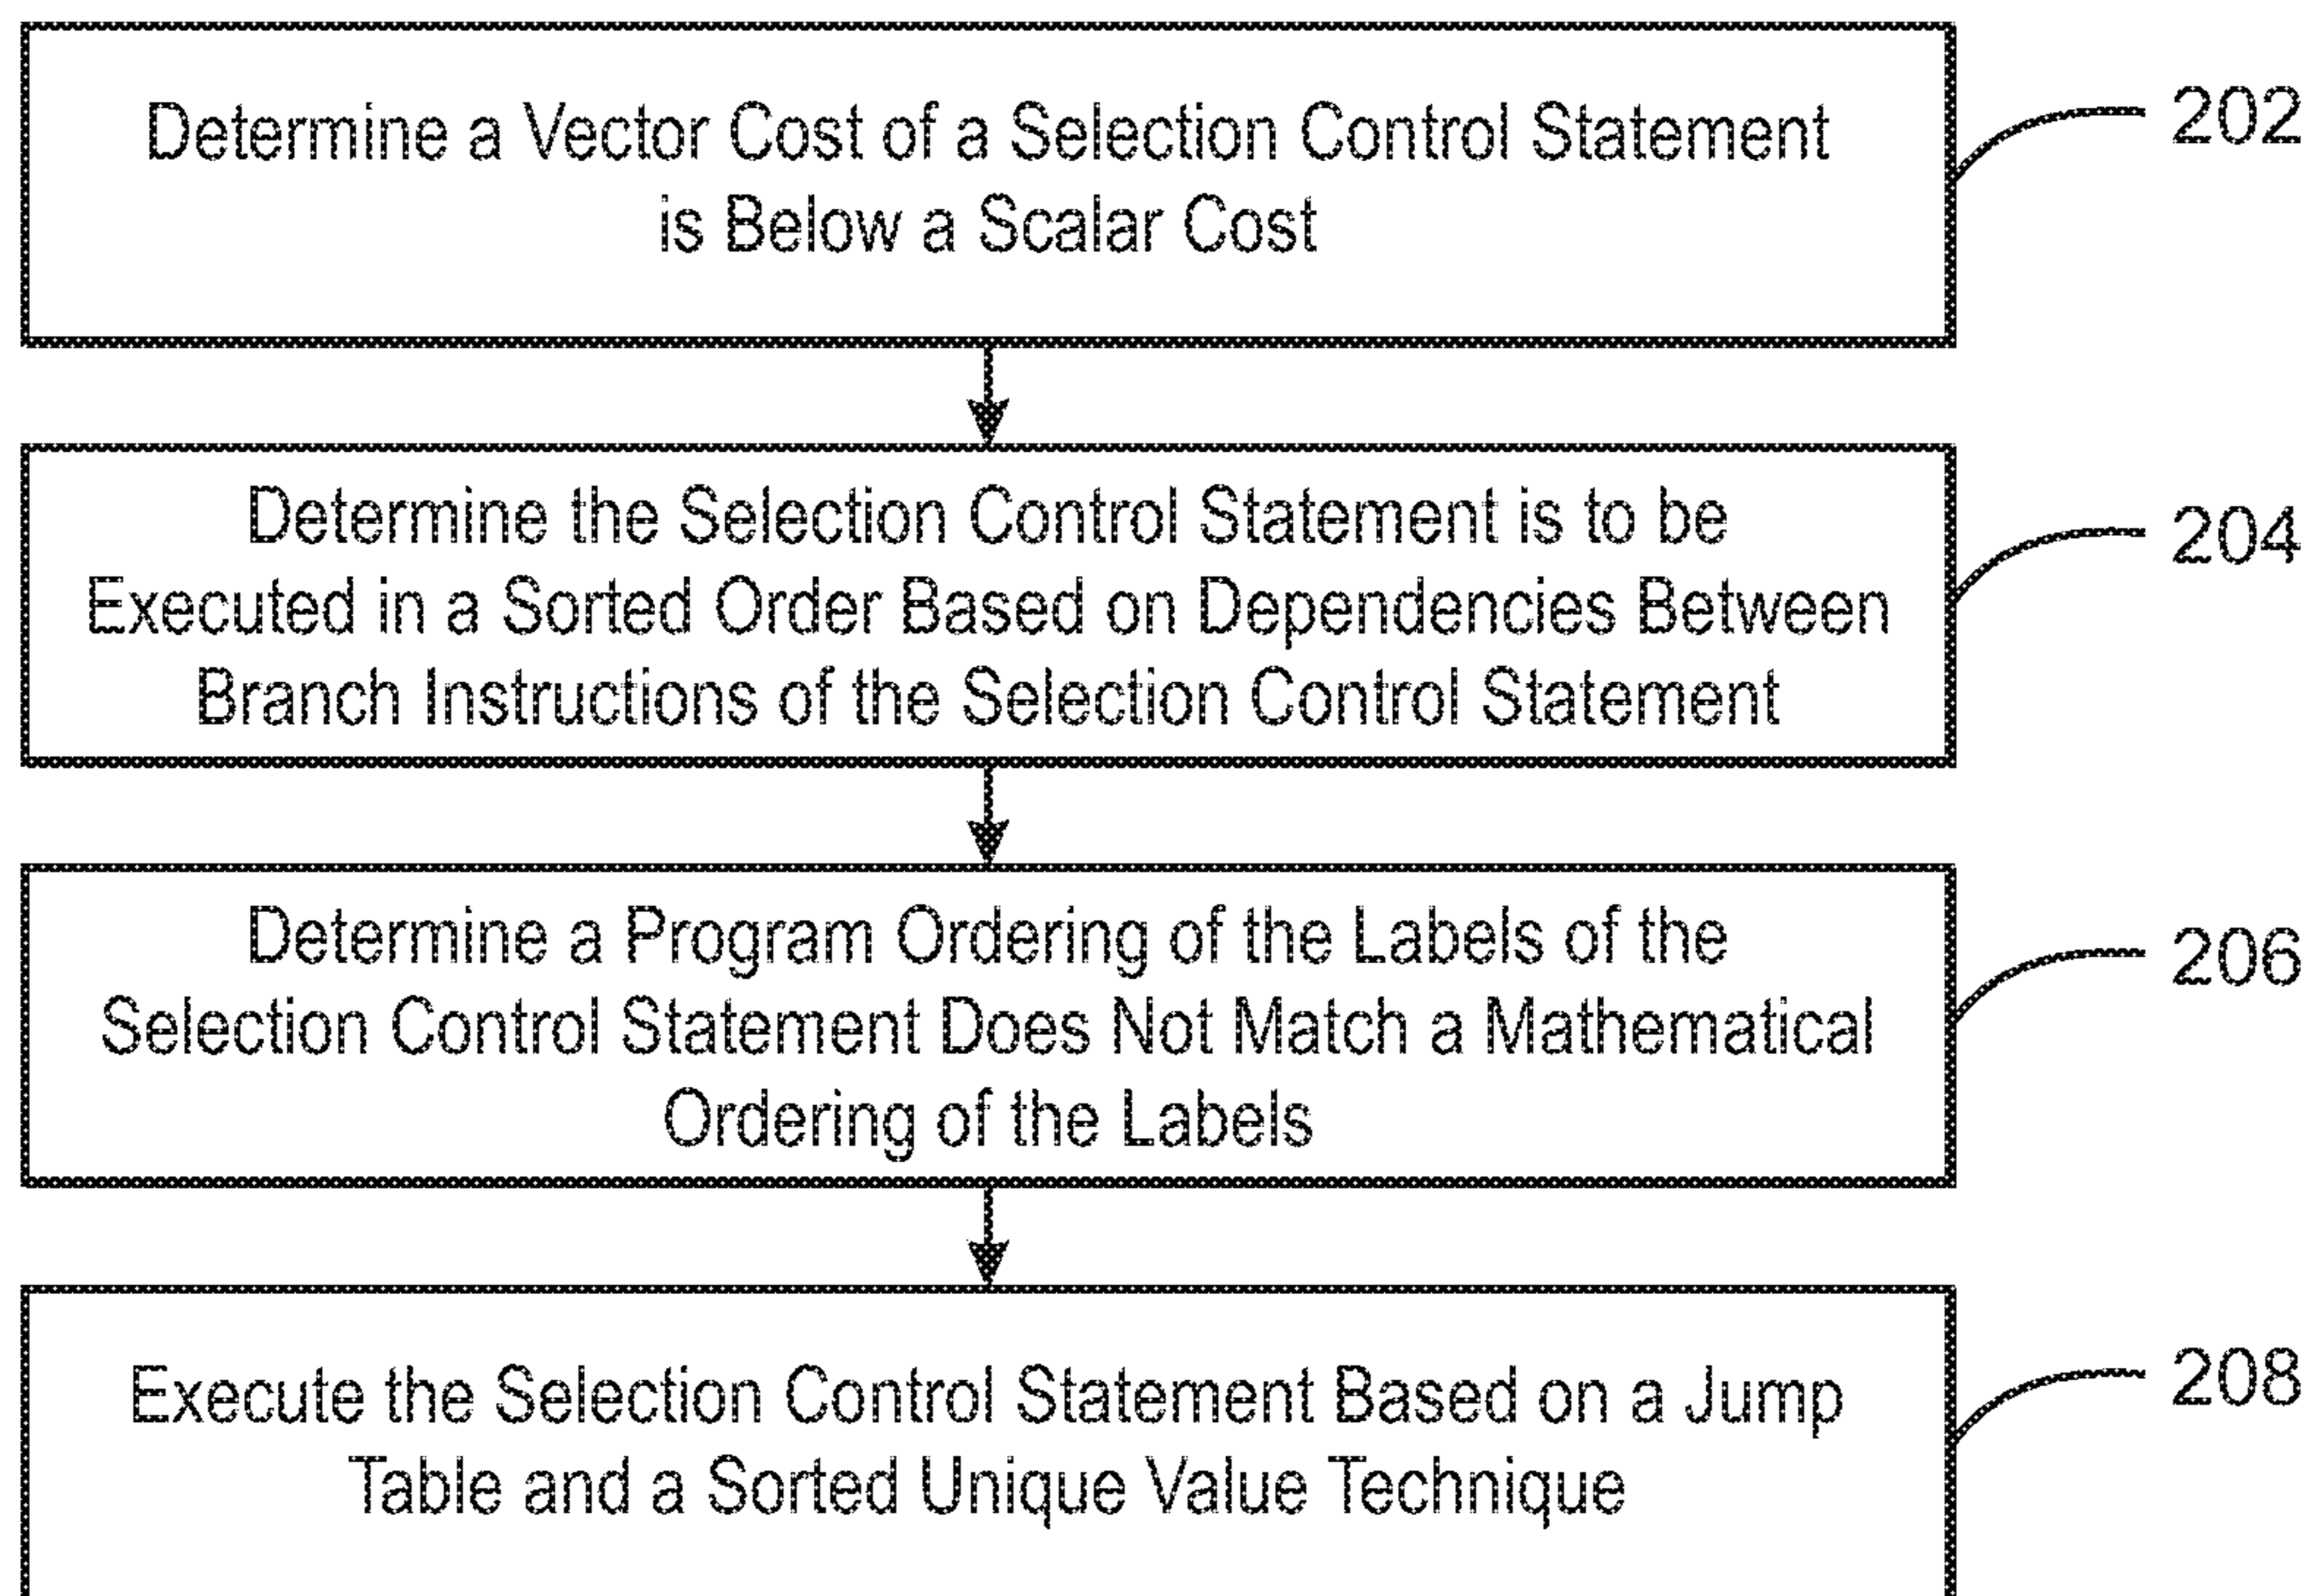 Determine a Vector Cost of a Selection Control Statement
is Below a Scalar Cost
202
Determine the Selection Control Statement is to be
Executed in a Sorted Order Based on Dependencies Between
Branch Instructions of the Selection Control Statement
204
Determine a Program Ordering of the Labels of the
Selection Control Statement Does Not Match a Mathematical
Ordering of the Labels
206
Execute the Selection Control Statement Based on a Jump
Table and a Sorted Unique Value Technique
208